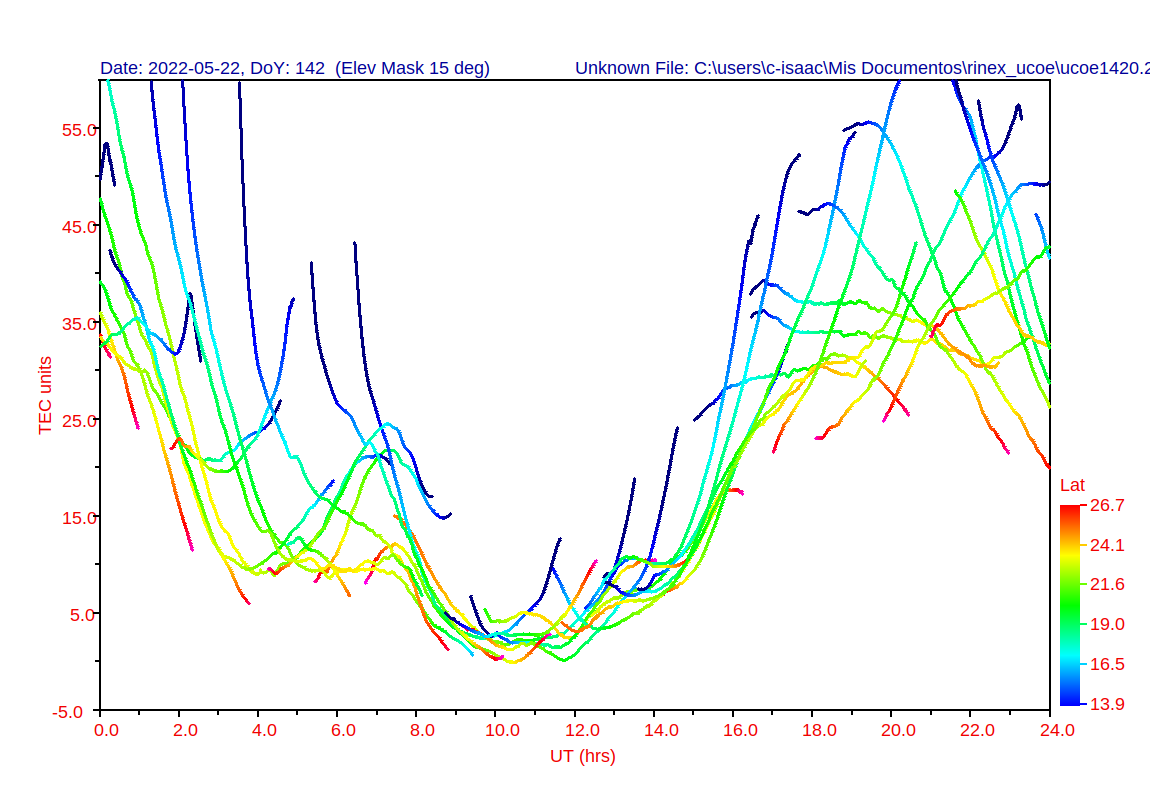 Date: 2022-05-22, DoY: 142  (Elev Mask 15 deg) Unknown File: C:\users\c-isaac\Mis Documentos\rinex_ucoe\ucoe1420.2
55.0
45.0
35.0
25.0
15.0
5.0
-5.0
TEC units
0.0 2.0 4.0 6.0 8.0 10.0 12.0 14.0 16.0 18.0 20.0 22.0 24.0
UT (hrs)
Lat
26.7
24.1
21.6
19.0
16.5
13.9